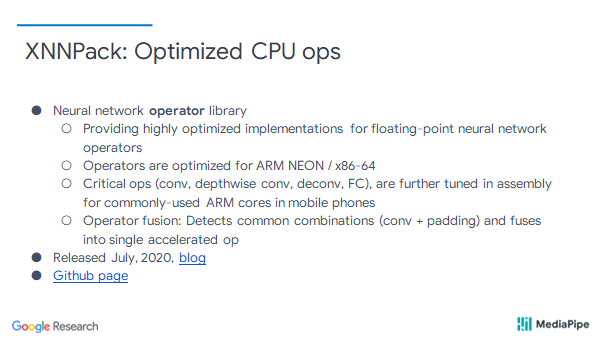 XNNPack: Optimized CPU ops
● Neural network operator library
○ Providing highly optimized implementations for floating-point neural network
operators
○ Operators are optimized for ARM NEON / x86-64
○ Critical ops (conv, depthwise conv, deconv, FC), are further tuned in assembly
for commonly-used ARM cores in mobile phones
○ Operator fusion: Detects common combinations (conv + padding) and fuses
into single accelerated op
● Released July, 2020, blog
● Github page
Google Research
MediaPipe